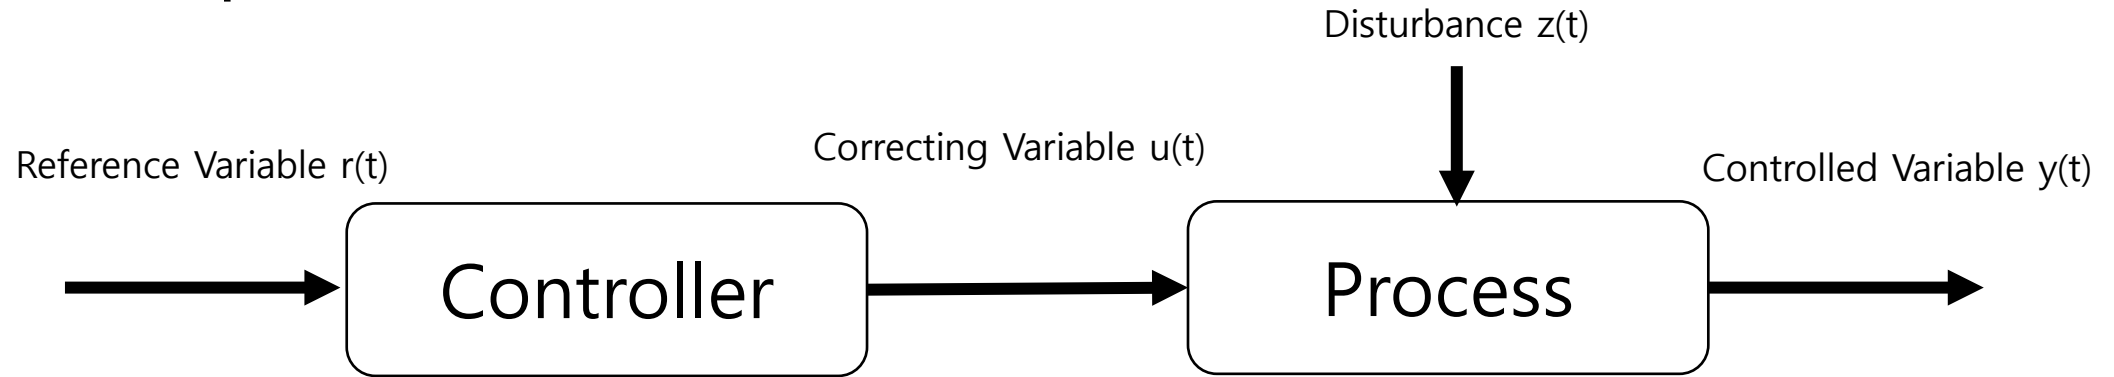 Disturbance z(t)
Reference Variable r(t)
Correcting Variable u(t)
Controlled Variable y(t)
Controller
Process